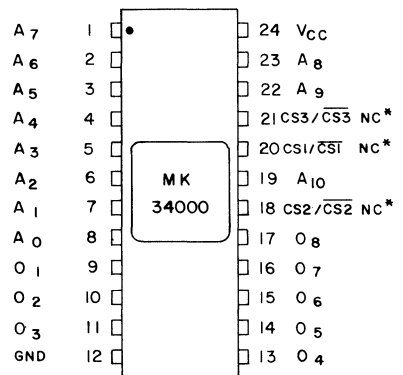 A7 1 24 VCC
A6 2 23 A8
A5 3 22 A9
A4 4 21 CS3/CS3 NC*
A3 5 20 CS1/CS1 NC*
A2 6 MK 19 A10
A1 7 34000 18 CS2/CS2 NC*
A0 8 17 O8
O1 9 16 O7
O2 10 15 O6
O3 11 14 O5
GND 12 13 O4